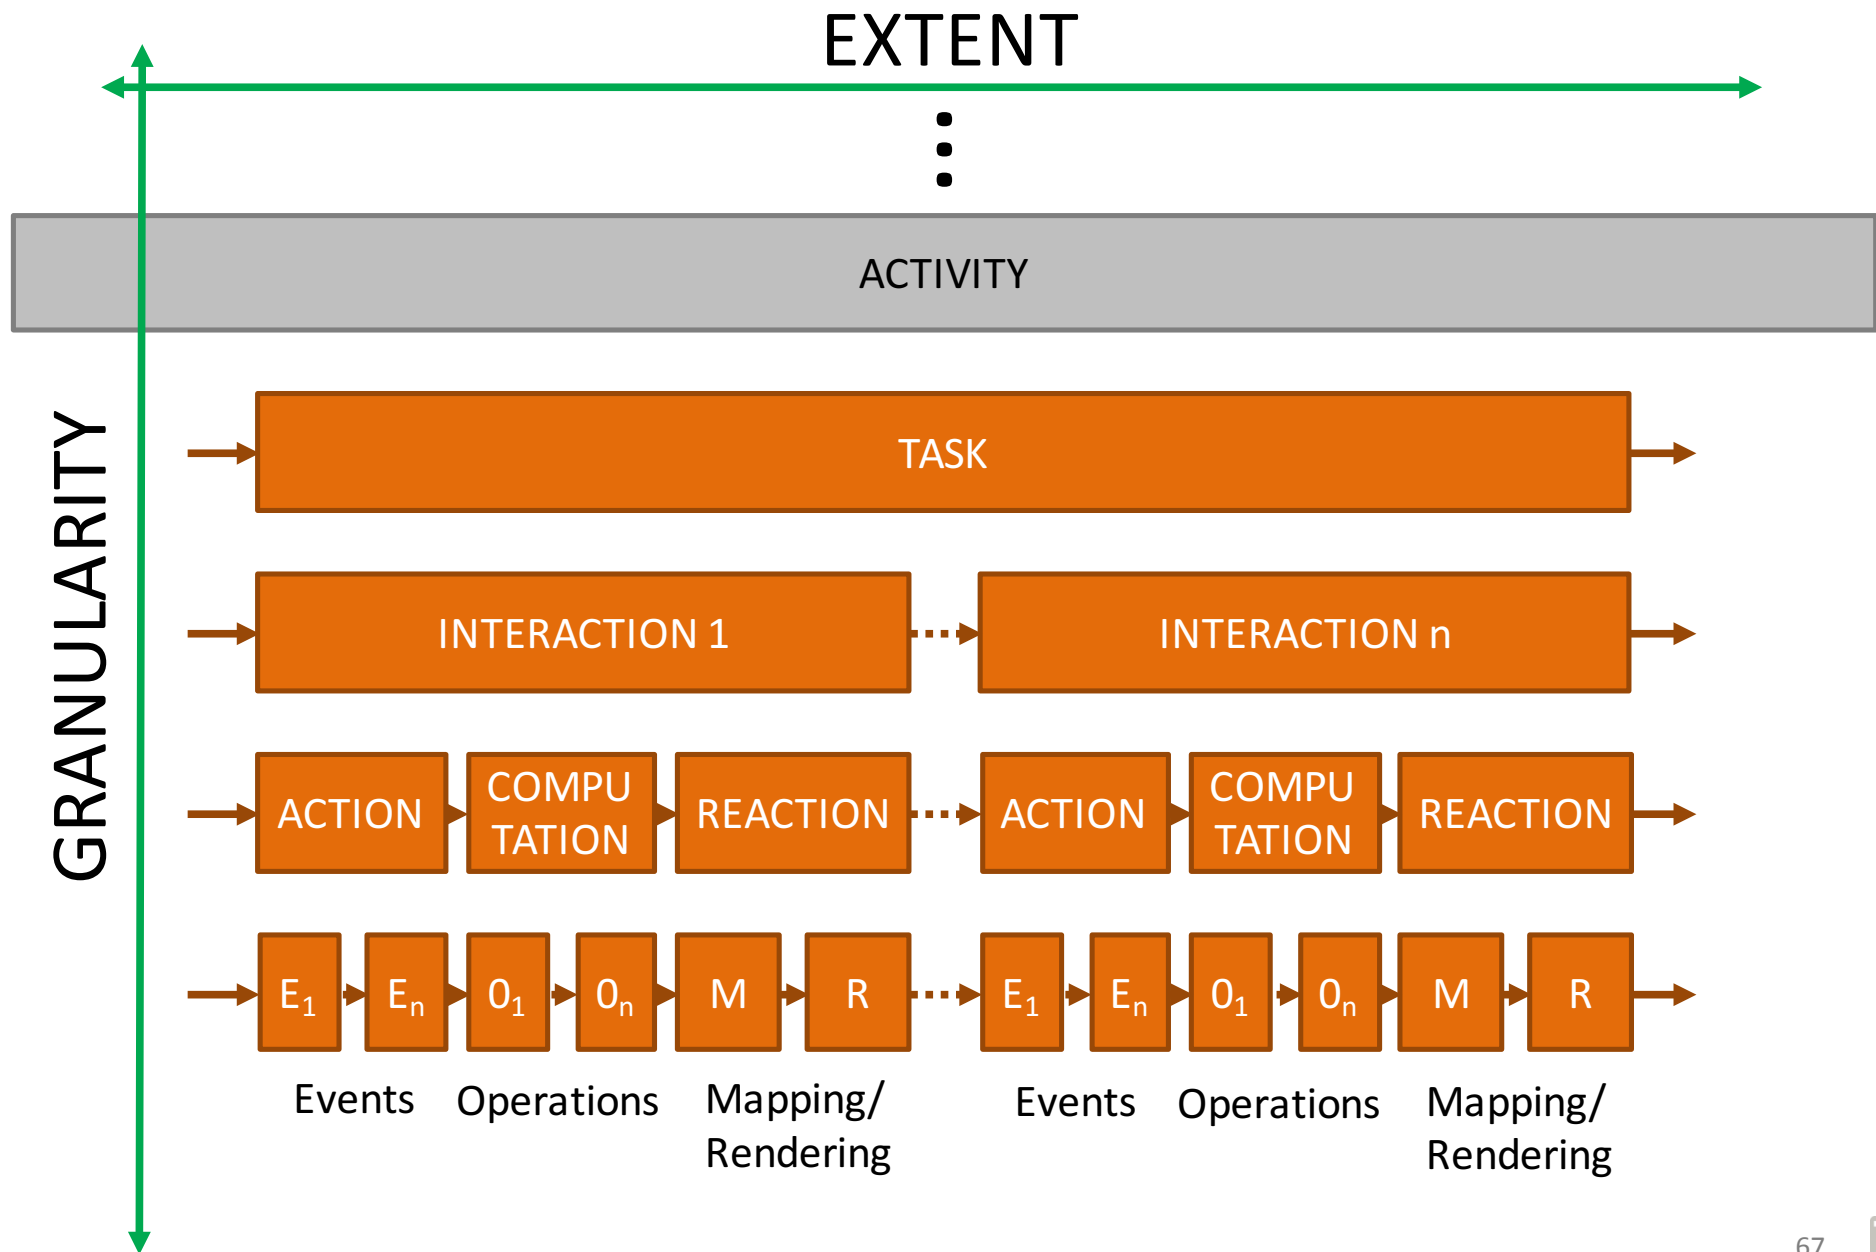 EXTENT
ACTIVITY
GRANULARITY
TASK
INTERACTION 1 INTERACTION n
ACTION COMPU REACTION ACTION COMPU REACTION
TATION TATION
E1 En 01 0n M R E1 En 01 0n M R
Events Operations Mapping/ Events Operations Mapping/
Rendering Rendering
67